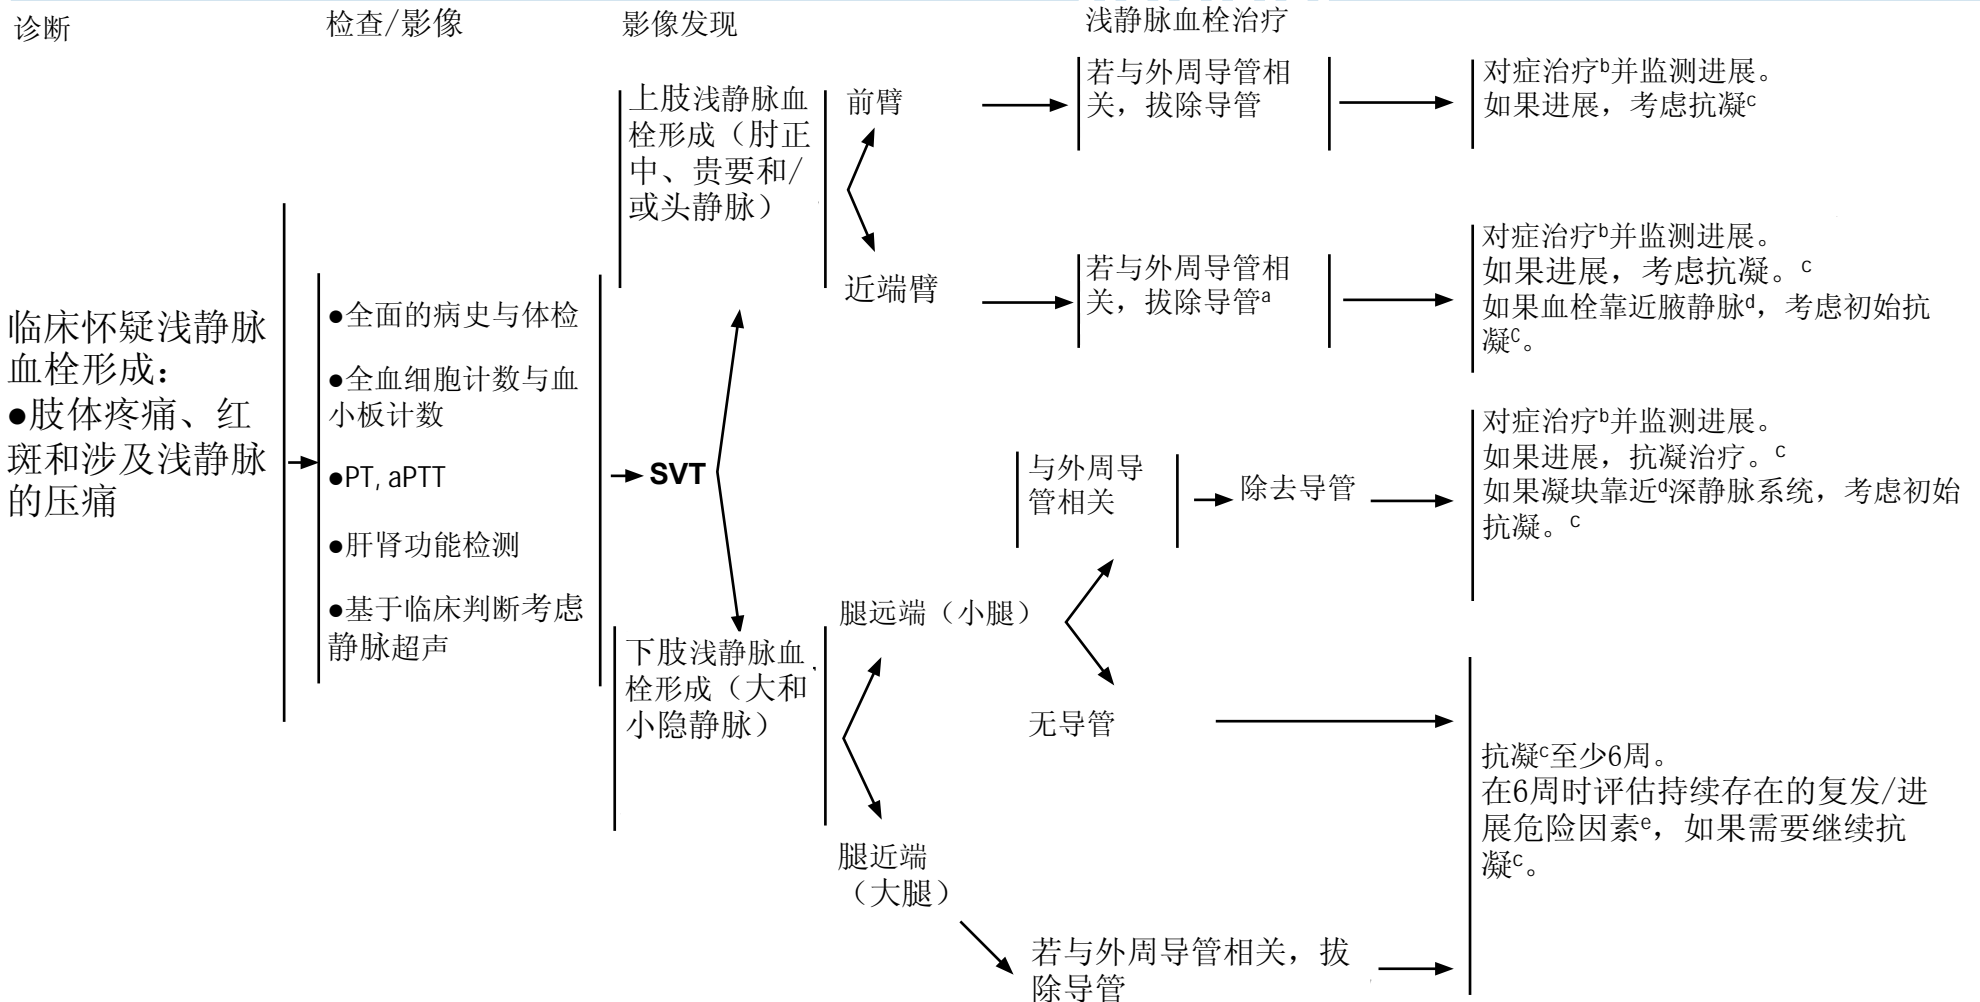 诊断
检查/影像
影像发现
浅静脉血栓治疗
临床怀疑浅静脉
血栓形成：
●肢体疼痛、红
斑和涉及浅静脉
的压痛
●全面的病史与体检
●全血细胞计数与血
小板计数
●PT, aPTT
●肝肾功能检测
●基于临床判断考虑
静脉超声
SVT
上肢浅静脉血
栓形成（肘正
中、贵要和/
或头静脉）
前臂
若与外周导管相
关，拔除导管
对症治疗ᵇ并监测进展。
如果进展，考虑抗凝ᶜ
近端臂
若与外周导管相
关，拔除导管ᵃ
对症治疗ᵇ并监测进展。
如果进展，考虑抗凝。ᶜ
如果血栓靠近腋静脉ᵈ，考虑初始抗
凝ᶜ。
下肢浅静脉血
栓形成（大和
小隐静脉）
腿远端（小腿）
与外周导
管相关
除去导管
对症治疗ᵇ并监测进展。
如果进展，抗凝治疗。ᶜ
如果凝块靠近ᵈ深静脉系统，考虑初始
抗凝。ᶜ
无导管
抗凝ᶜ至少6周。
在6周时评估持续存在的复发/进
展危险因素ᵉ，如果需要继续抗
凝ᶜ。
腿近端
（大腿）
若与外周导管相关，拔
除导管